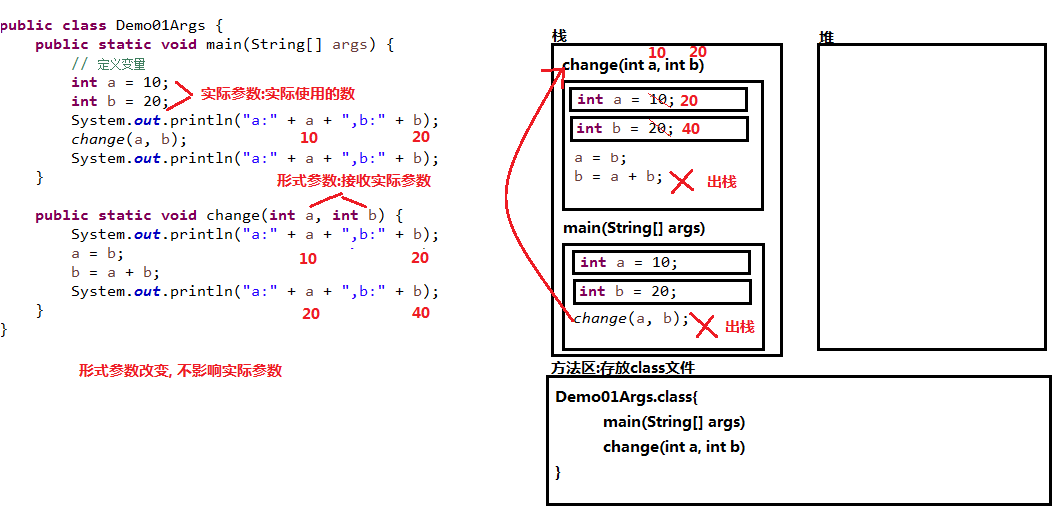 public class Demo01Args {
public static void main(String[] args) {
// 定义变量
int a = 10;
int b = 20;
实际参数:实际使用的数
System.out.println("a:" + a + ",b:" + b);
change(a, b);
10
20
System.out.println("a:" + a + ",b:" + b);
}
形式参数:接收实际参数
public static void change(int a, int b) {
System.out.println("a:" + a + ",b:" + b);
a = b;
10
20
b = a + b;
System.out.println("a:" + a + ",b:" + b);
}
20
40
}
形式参数改变, 不影响实际参数
栈
10
20
change(int a, int b)
int a = 10; 20
int b = 20; 40
a = b;
b = a + b;
出栈
main(String[] args)
int a = 10;
int b = 20;
change(a, b);
出栈
堆
方法区:存放class文件
Demo01Args.class{
main(String[] args)
change(int a, int b)
}